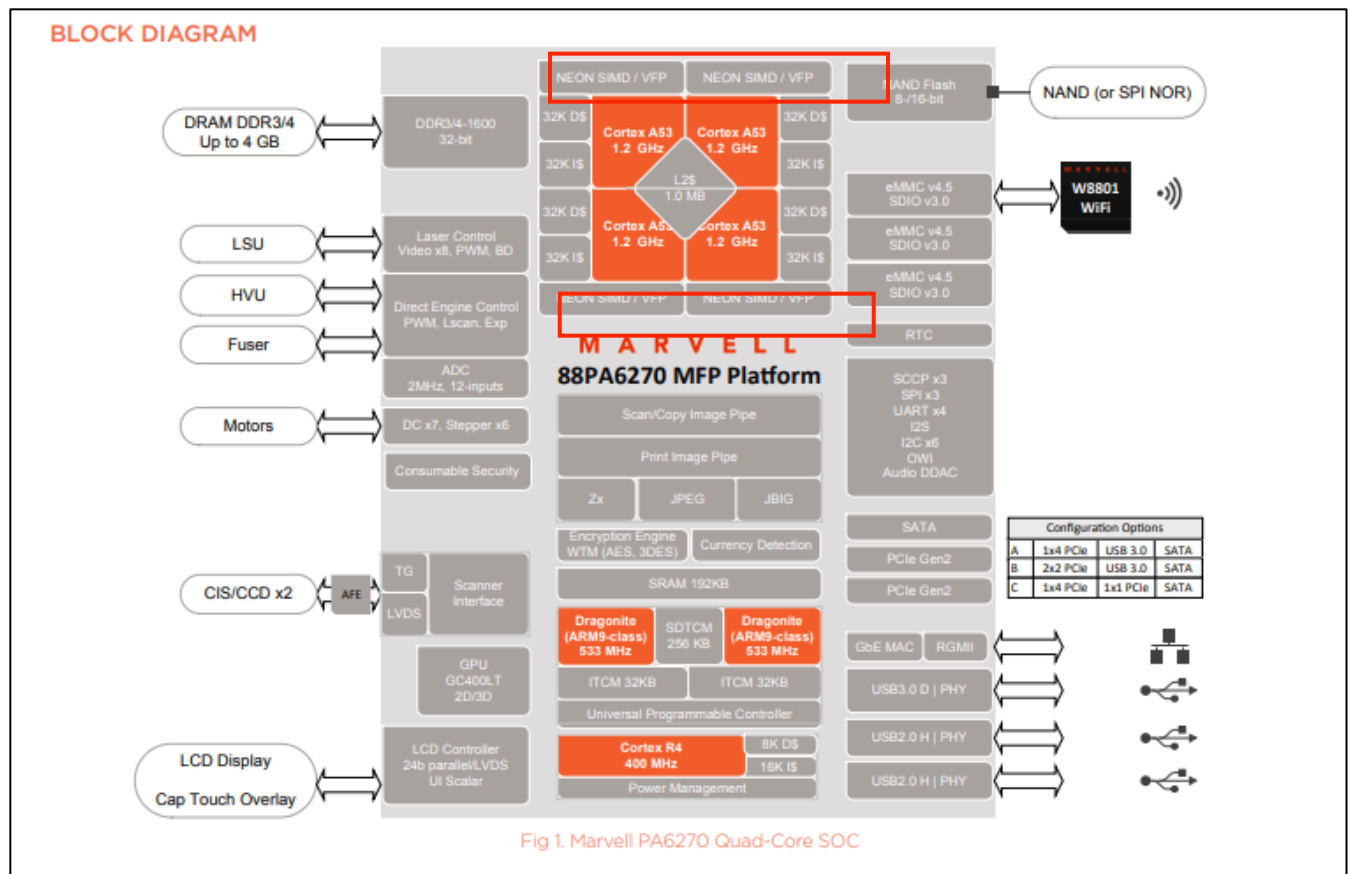 BLOCK DIAGRAM
DRAM DDR3/4
Up to 4 GB
DDR3/4-1600
32-bit
LSU
Laser Control
Video x8, PWM, BD
HVU
Fuser
Direct Engine Control
PWM, Lscan, Exp
ADC
2MHz, 12-inputs
Motors
DC x7, Stepper x6
Consumable Security
CIS/CCD x2
AFE
TG
LVDS
Scanner
Interface
GPU
GC400LT
2D/3D
LCD Display
Cap Touch Overlay
LCD Controller
24b parallel/LVDS
UI Scalar
NEON SIMD / VFP
NEON SIMD / VFP
32K D$
Cortex A53
1.2 GHz
Cortex A53
1.2 GHz
32K D$
32K I$
32K I$
L2$
1.0 MB
32K D$
Cortex A53
1.2 GHz
Cortex A53
1.2 GHz
32K D$
32K I$
32K I$
NEON SIMD / VFP
NEON SIMD / VFP
MARVELL
88PA6270 MFP Platform
Scan/Copy Image Pipe
Print Image Pipe
Zx
JPEG
JBIG
Encryption Engine
WTM (AES, 3DES)
Currency Detection
SRAM 192KB
Dragonite
(ARM9-class)
533 MHz
SDTCM
256 KB
Dragonite
(ARM9-class)
533 MHz
ITCM 32KB
ITCM 32KB
Universal Programmable Controller
Cortex R4
400 MHz
8K D$
16K I$
Power Management
NAND Flash
8-/16-bit
NAND (or SPI NOR)
eMMC v4.5
SDIO v3.0
MARVELL
W8801
WiFi
eMMC v4.5
SDIO v3.0
eMMC v4.5
SDIO v3.0
RTC
SCCP x3
SPI x3
UART x4
I2S
I2C x6
OWI
Audio DDAC
SATA
PCIe Gen2
PCIe Gen2
Configuration Options
A 1x4 PCIe USB 3.0 SATA
B 2x2 PCIe USB 3.0 SATA
C 1x4 PCIe 1x1 PCIe SATA
GbE MAC
RGMII
USB3.0 D | PHY
USB2.0 H | PHY
USB2.0 H | PHY
Fig 1. Marvell PA6270 Quad-Core SOC